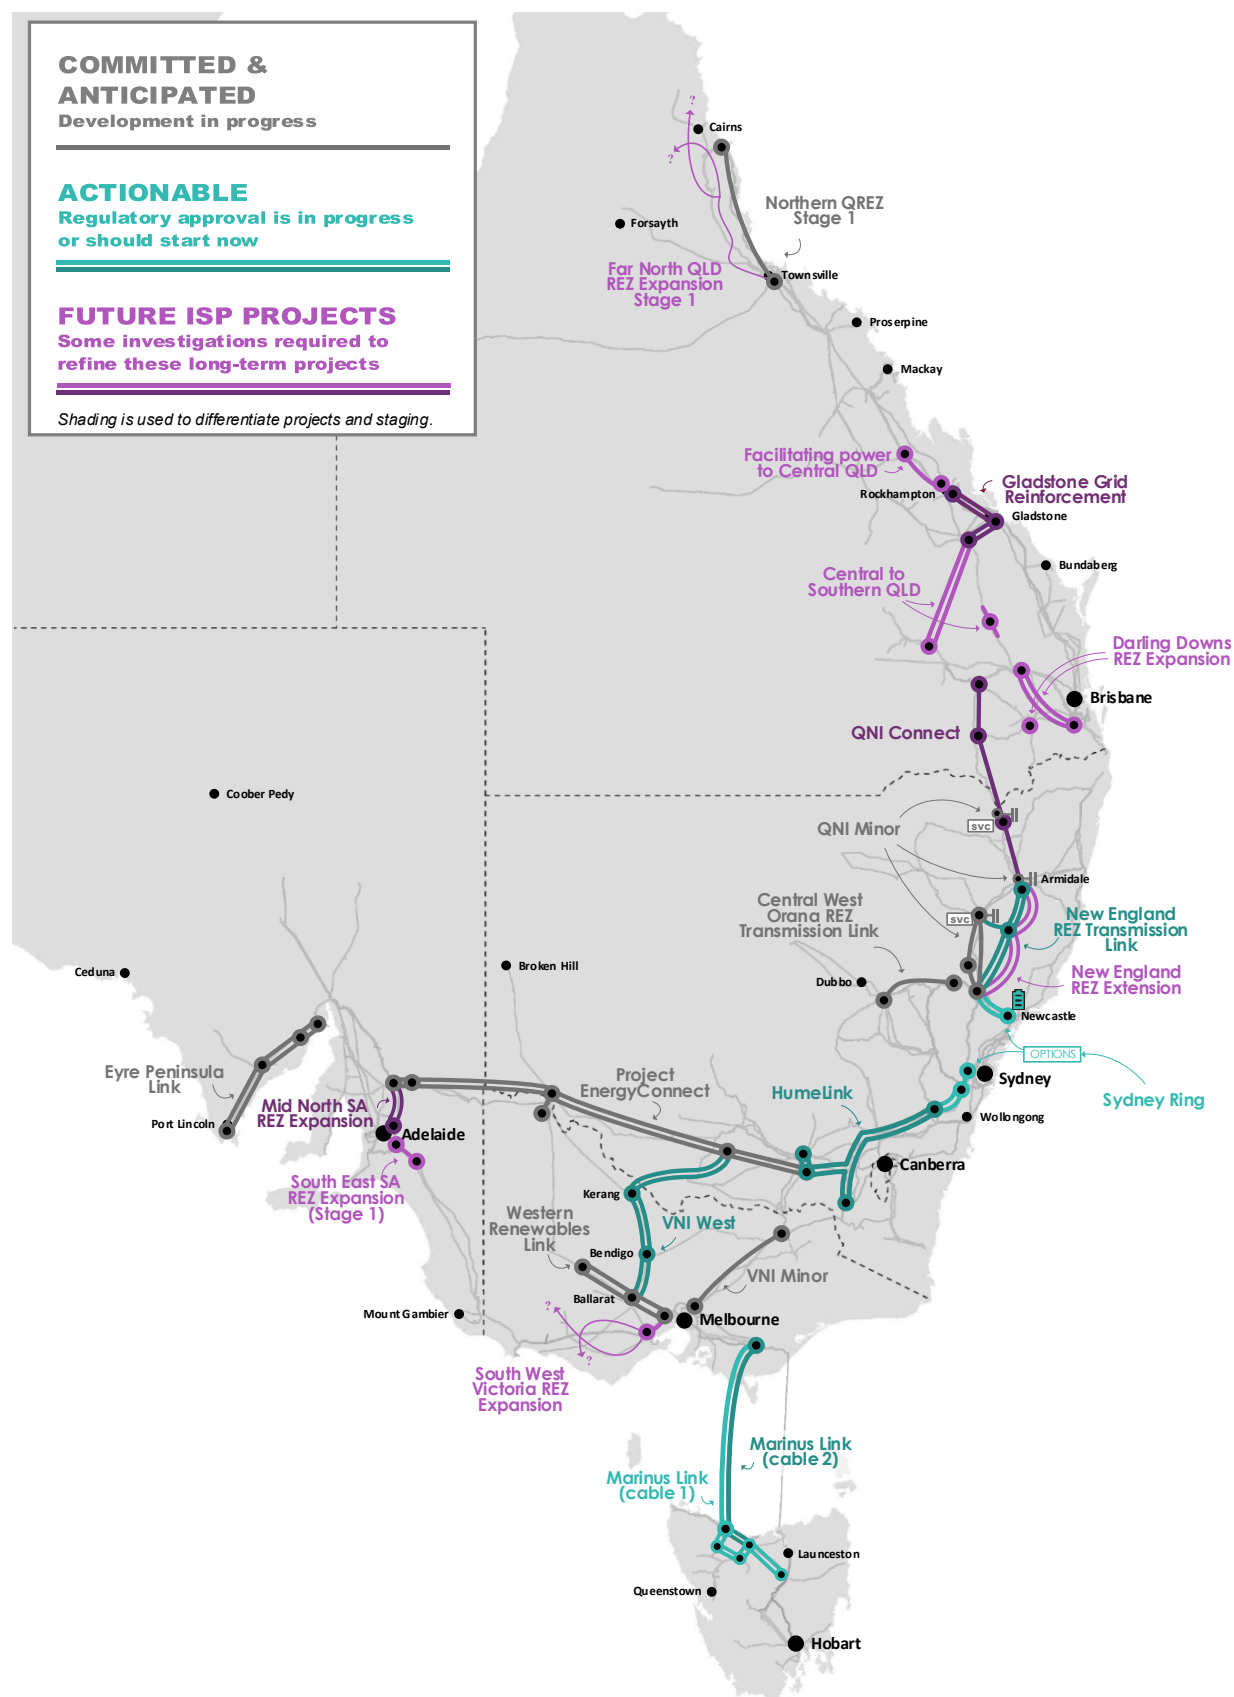 COMMITTED &
ANTICIPATED
Development in progress
ACTIONABLE
Regulatory approval is in progress
or should start now
FUTURE ISP PROJECTS
Some investigations required to
refine these long-term projects
Shading is used to differentiate projects and staging.
?
Cairns
?
Northern QREZ
Stage 1
Forsayth
Far North QLD
REZ Expansion
Stage 1
Townsville
Proserpine
Mackay
Facilitating power
to Central QLD
Rockhampton
Gladstone Grid
Reinforcement
Gladstone
Bundaberg
Central to
Southern QLD
Darling Downs
REZ Expansion
Brisbane
QNI Connect
Coober Pedy
QNI Minor
svc
Armidale
Central West
Orana REZ
Transmission Link
svc
New England
REZ Transmission
Link
New England
REZ Extension
Ceduna
Broken Hill
Dubbo
Newcastle
OPTIONS
Sydney
Sydney Ring
Eyre Peninsula
Link
Project
EnergyConnect
HumeLink
Wollongong
Mid North SA
REZ Expansion
Port Lincoln
Adelaide
Canberra
South East SA
REZ Expansion
(Stage 1)
Kerang
Western
Renewables
Link
VNI West
Bendigo
VNI Minor
Ballarat
?
Mount Gambier
Melbourne
?
South West
Victoria REZ
Expansion
Marinus Link
(cable 2)
Marinus Link
(cable 1)
Launceston
Queenstown
Hobart